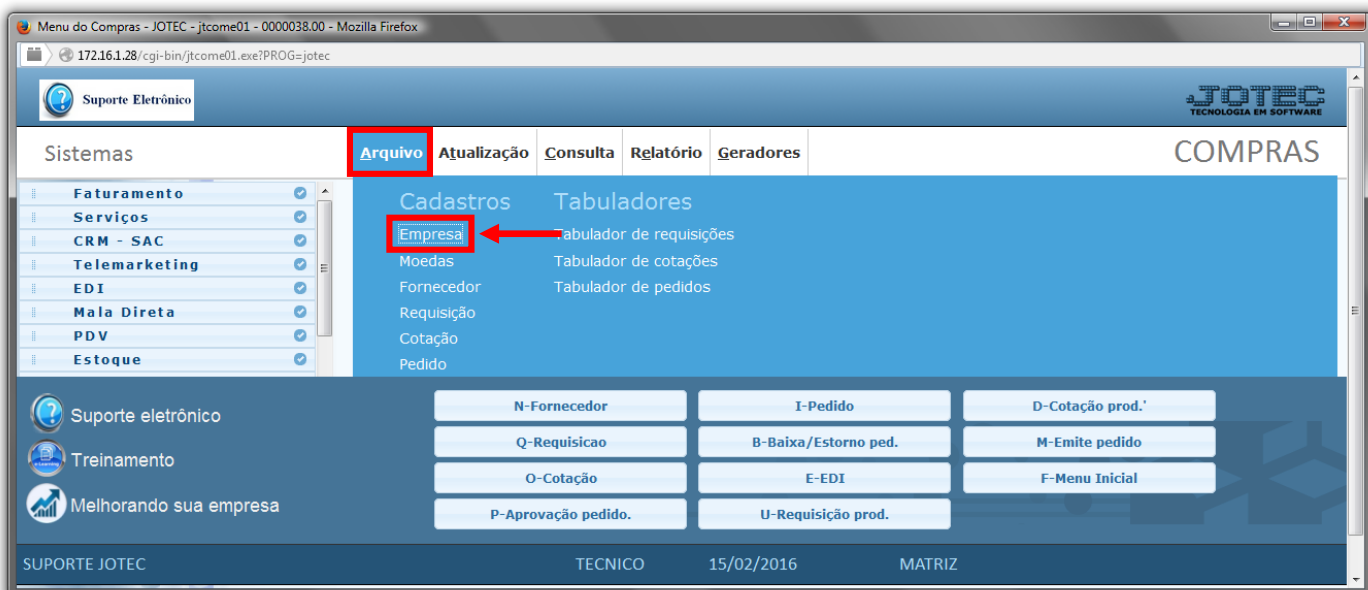 Menu do Compras - JOTEC - jtcome01 - 0000038.00 - Mozilla Firefox
172.16.1.28/cgi-bin/jtcome01.exe?PROG=jotec
Suporte Eletrônico
JOTEC
TECNOLOGIA EM SOFTWARE
Sistemas
Arquivo Atualização Consulta Relatório Geradores
COMPRAS
Faturamento
Serviços
CRM - SAC
Telemarketing
EDI
Mala Direta
PDV
Estoque
Cadastros
Empresa
Moedas
Fornecedor
Requisição
Cotação
Pedido
Tabuladores
Tabulador de requisições
Tabulador de cotações
Tabulador de pedidos
Suporte eletrônico
Treinamento
Melhorando sua empresa
N-Fornecedor
I-Pedido
D-Cotação prod.'
Q-Requisicao
B-Baixa/Estorno ped.
M-Emite pedido
O-Cotação
E-EDI
F-Menu Inicial
P-Aprovação pedido.
U-Requisição prod.
SUPORTE JOTEC TECNICO 15/02/2016 MATRIZ